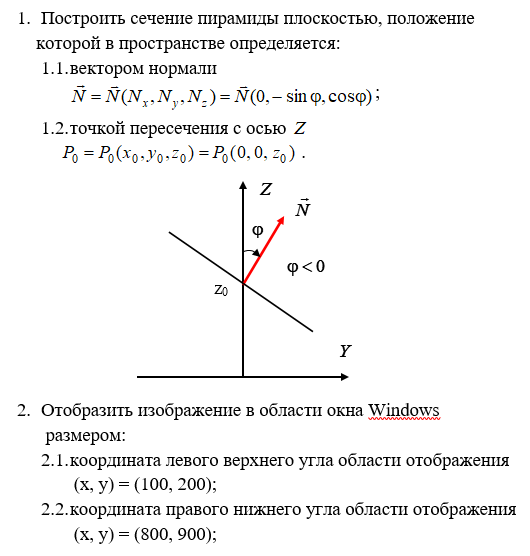 1. Построить сечение пирамиды плоскостью, положение
которой в пространстве определяется:
1.1.вектором нормали
N⃗ = N⃗(Nₓ, Nᵧ, N_z) = N⃗(0, – sin φ, cosφ) ;
1.2.точкой пересечения с осью Z
P₀ = P₀(x₀, y₀, z₀) = P₀(0, 0, z₀) .
Z
N⃗
φ
φ < 0
z₀
Y
2. Отобразить изображение в области окна Windows
размером:
2.1.координата левого верхнего угла области отображения
(x, y) = (100, 200);
2.2.координата правого нижнего угла области отображения
(x, y) = (800, 900);